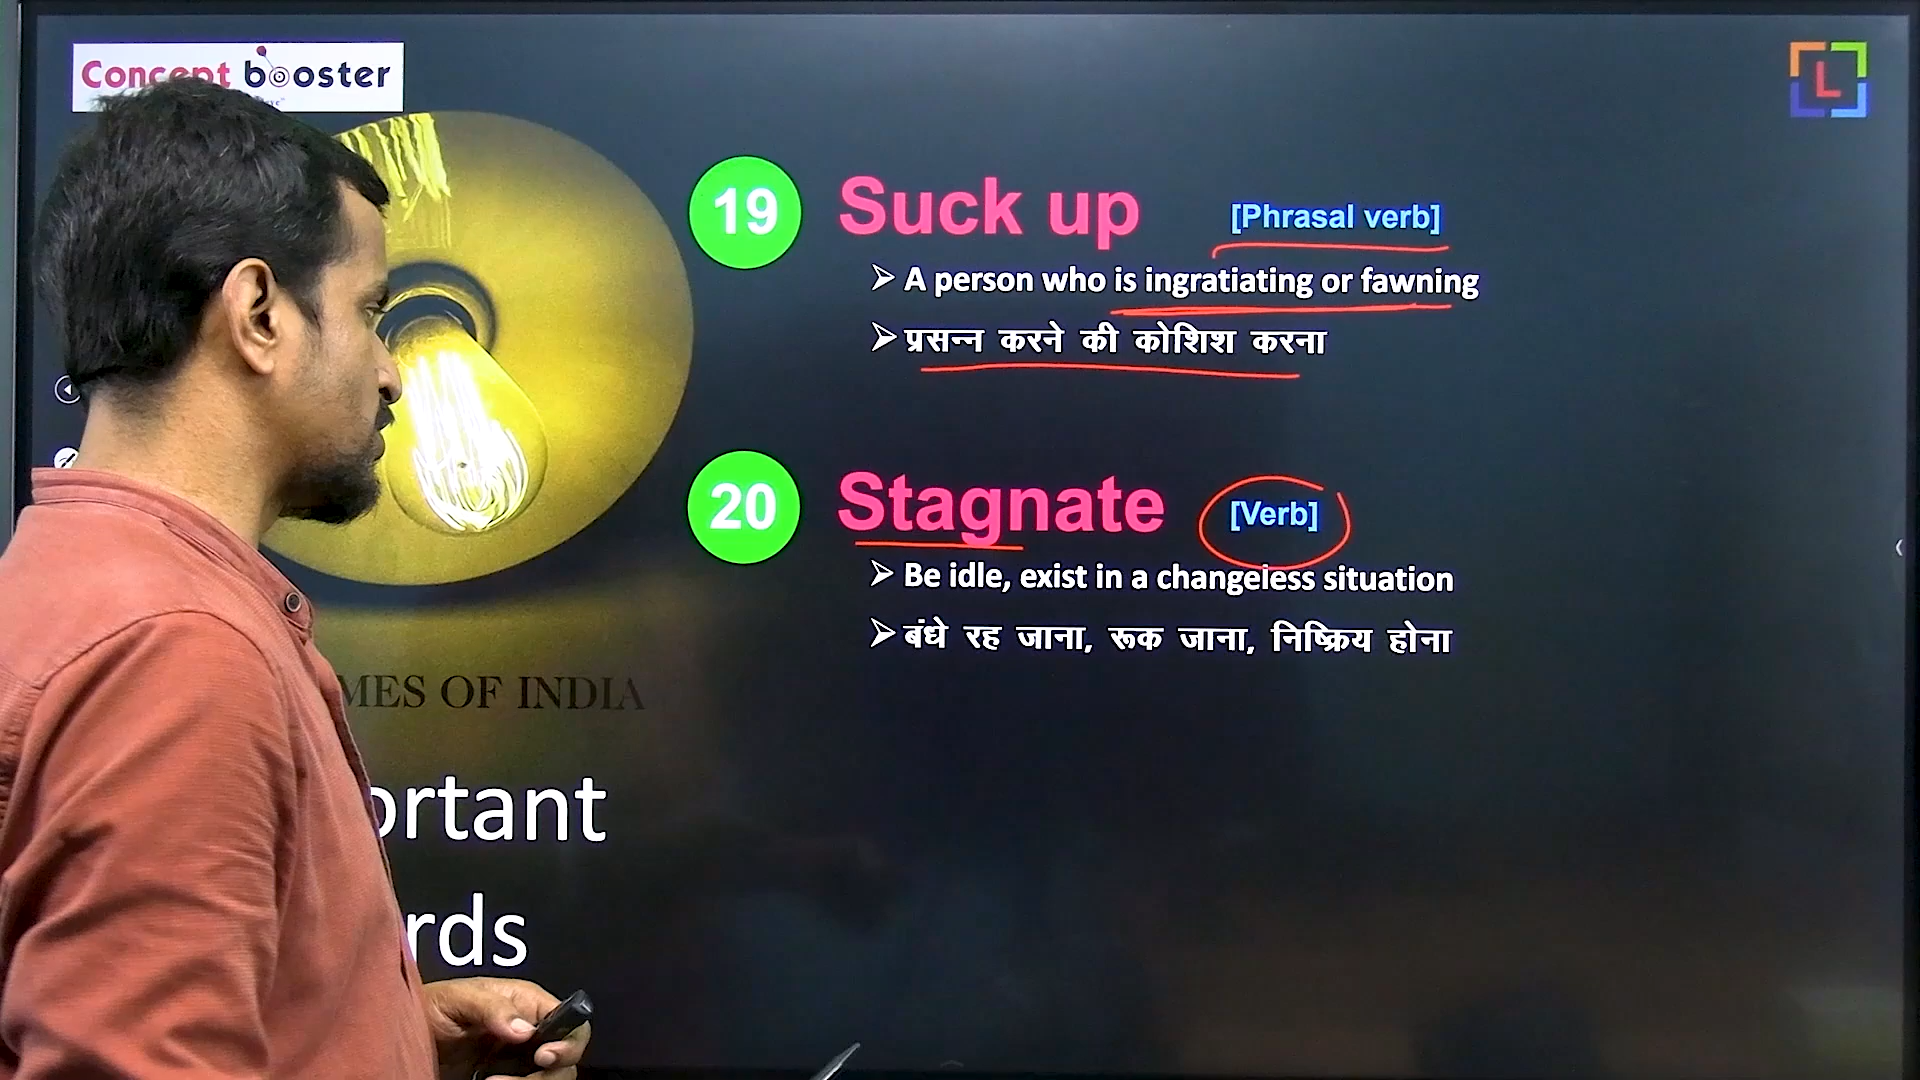 Concept booster
19
Suck up [Phrasal verb]
A person who is ingratiating or fawning
प्रसन्न करने की कोशिश करना
20
Stagnate [Verb]
Be idle, exist in a changeless situation
बंधे रह जाना, रूक जाना, निष्क्रिय होना
L
MES OF INDIA
ortant
rds